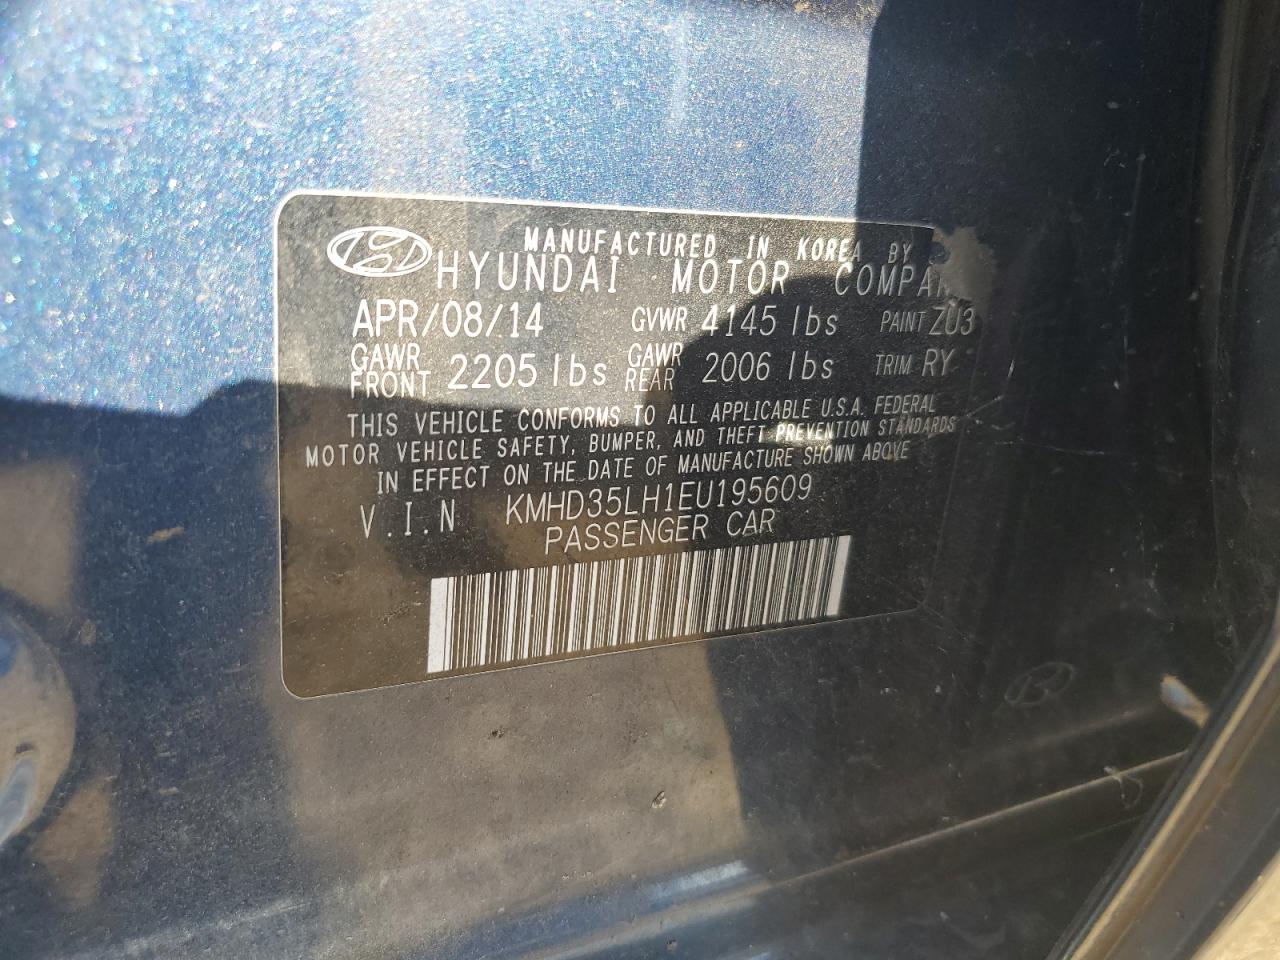 MANUFACTURED IN KOREA BY
HYUNDAI MOTOR
APR/08/14 GVWR 4145 lbs PAINT ZU3
GAWR FRONT 2205 lbs GAWR REAR 2006 lbs TRIM RY
THIS VEHICLE CONFORMS TO ALL APPLICABLE U.S.A. FEDERAL
MOTOR VEHICLE SAFETY, BUMPER, AND THEFT PREVENTION STANDARDS
IN EFFECT ON THE DATE OF MANUFACTURE SHOWN ABOVE
V.I.N KMHD35LH1EU195609
PASSENGER CAR